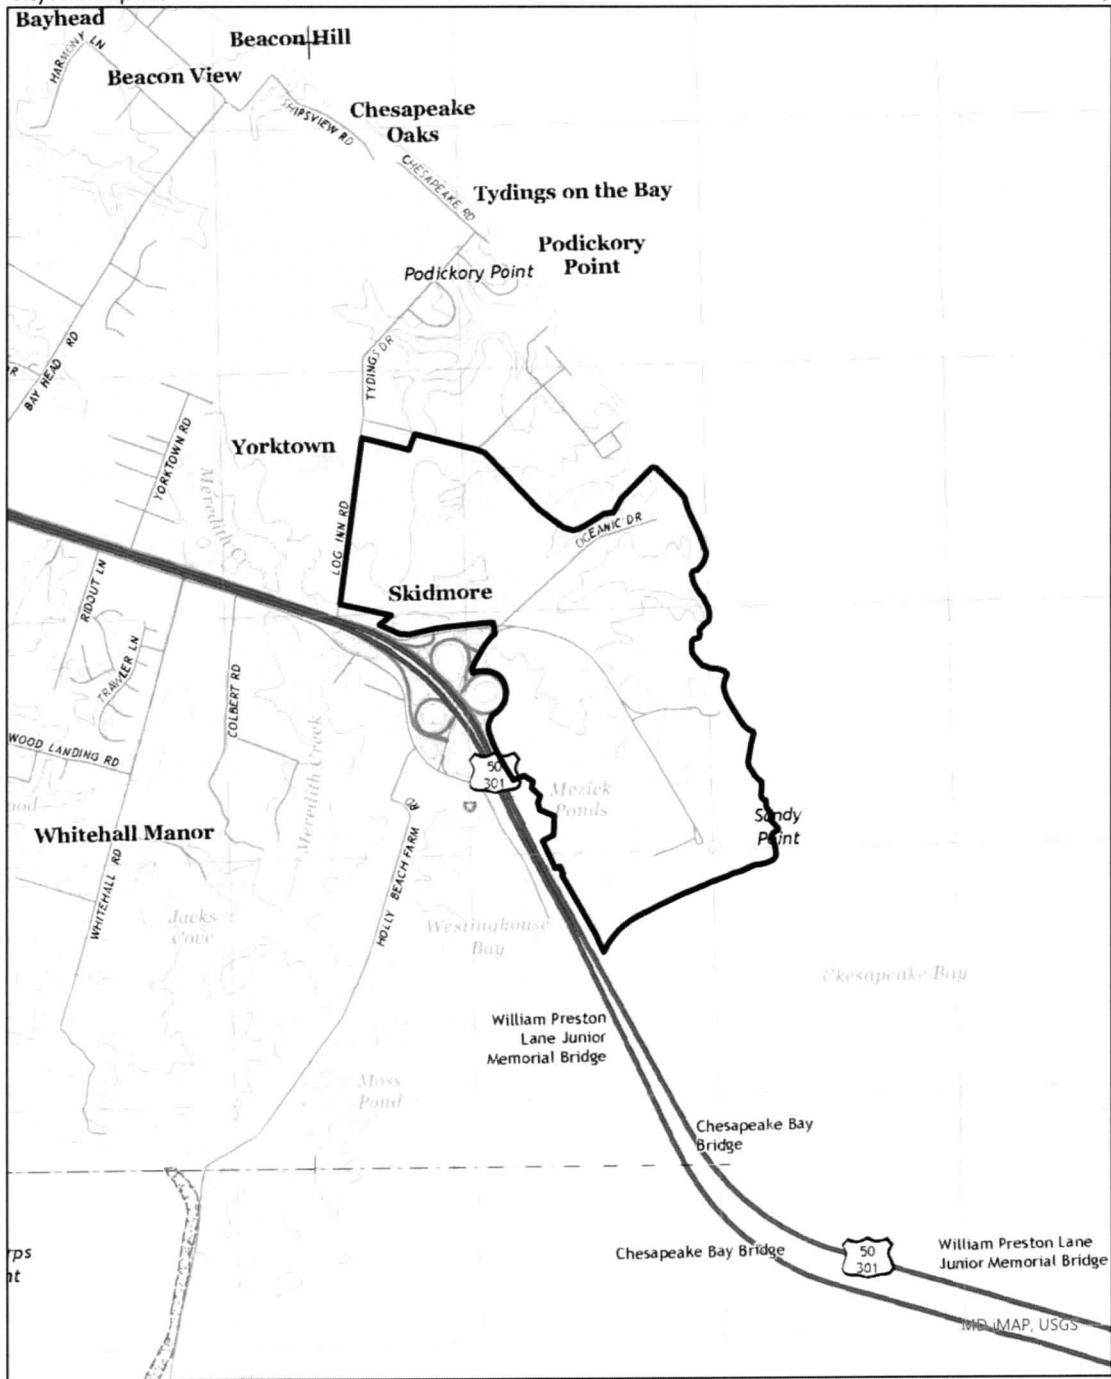 Bayhead
Beacon Hill
HARMONY LN
Beacon View
SHIPSVIEW RD
Chesapeake
Oaks
CHESAPEAKE RD
Tydings on the Bay
Podickory
Point
Podickory Point
TYDINGS DR
BAY HEAD RD
YORKTOWN RD
Yorktown
Meredith Cr
LOG INN RD
OCEANIC DR
Skidmore
RIDOUT LN
TRAWLER LN
COLBERT RD
WOOD LANDING RD
Meredith Creek
50
301
Mezick
Ponds
Sandy
Point
Whitehall Manor
WHITEHALL RD
HOLLY BEACH FARM RD
Jacks
Cove
Westinghouse
Bay
Ckesapeake Bay
William Preston
Lane Junior
Memorial Bridge
Moss
Pond
Chesapeake Bay
Bridge
Chesapeake Bay Bridge
50
301
William Preston Lane
Junior Memorial Bridge
MD iMAP, USGS